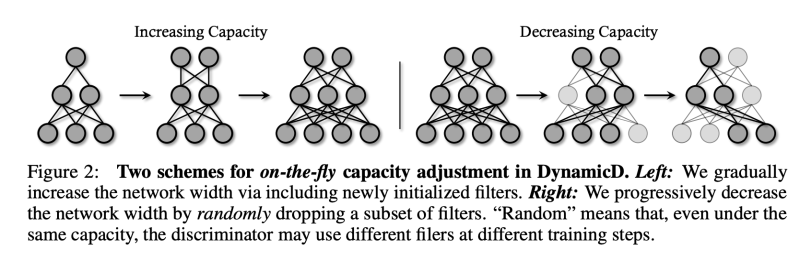 Increasing Capacity
Decreasing Capacity
Figure 2: Two schemes for on-the-fly capacity adjustment in DynamicD. Left: We gradually
increase the network width via including newly initialized filters. Right: We progressively decrease
the network width by randomly dropping a subset of filters. “Random” means that, even under the
same capacity, the discriminator may use different filers at different training steps.